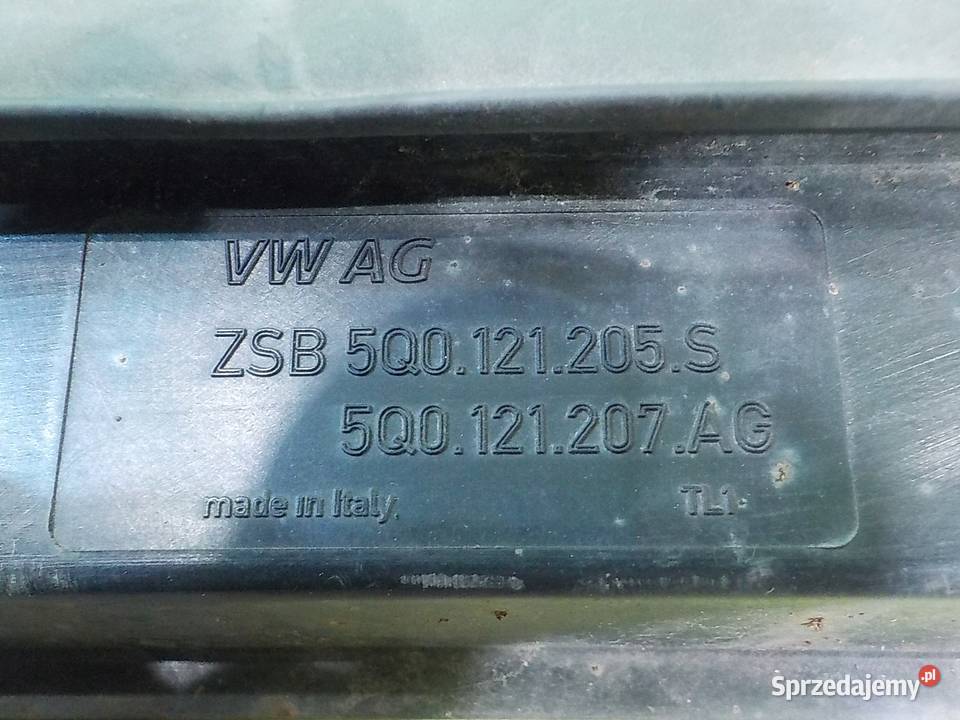 VW AG
ZSB 5Q0.121.205.S
5Q0.121.207.AG
made in Italy
TL1
Sprzedajemy.pl